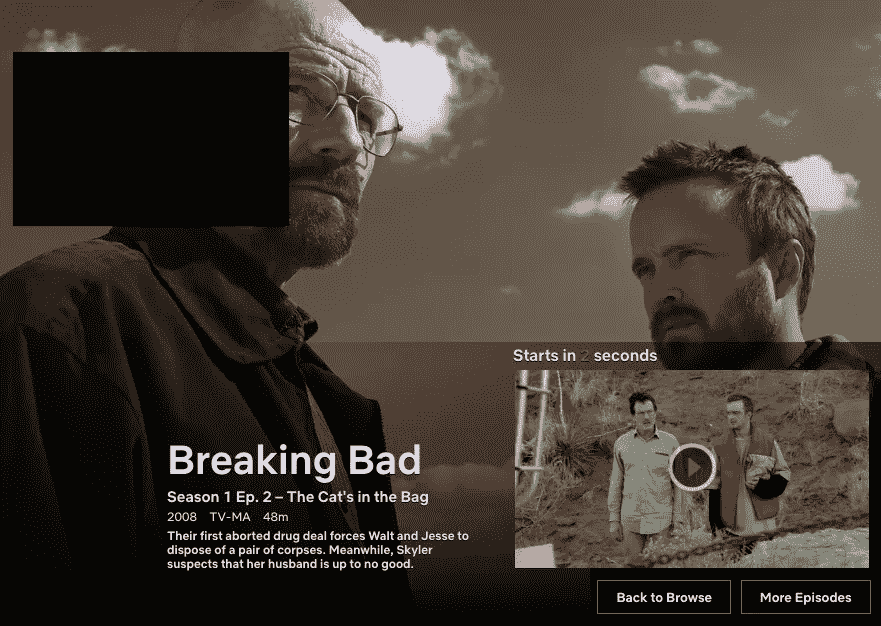 Starts in 2 seconds
Breaking Bad
Season 1 Ep. 2 – The Cat's in the Bag
2008 TV-MA 48m
Their first aborted drug deal forces Walt and Jesse to
dispose of a pair of corpses. Meanwhile, Skyler
suspects that her husband is up to no good.
Back to Browse
More Episodes